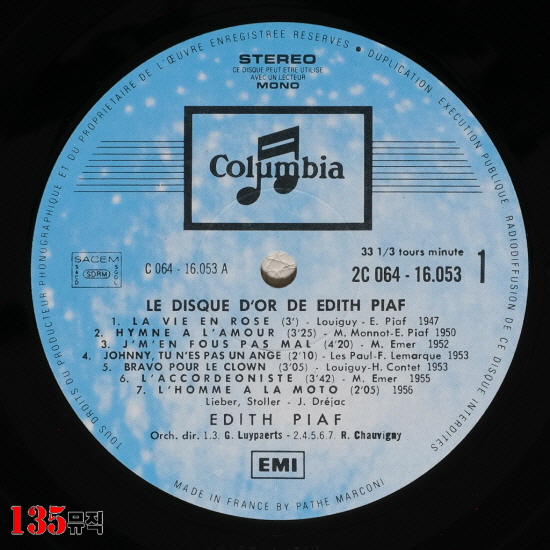 TOUS DROITS DU PRODUCTEUR PHONOGRAPHIQUE ET DU PROPRIETAIRE DE L'ŒUVRE ENREGISTREE RESERVES • DUPLICATION EXECUTION PUBLIQUE RADIODIFFUSION DE CE DISQUE INTERDITES
STEREO
CE DISQUE PEUT ÊTRE UTILISE
AVEC UN LECTEUR
MONO
Columbia
SACEM
SACD SDRM SGDL
C 064 - 16.053 A
33 1/3 tours minute
2C 064 - 16.053 1
LE DISQUE D'OR DE EDITH PIAF
1. LA VIE EN ROSE (3') - Louiguy - E. Piaf 1947
2. HYMNE A L'AMOUR (3'25) - M. Monnot-E. Piaf 1950
3. J'M'EN FOUS PAS MAL (4'20) - M. Emer 1952
4. JOHNNY, TU N'ES PAS UN ANGE (2'10) - Les Paul-F. Lemarque 1953
5. BRAVO POUR LE CLOWN (3'05) - Louiguy-H. Contet 1953
6. L'ACCORDEONISTE (3'42) - M. Emer 1955
7. L'HOMME A LA MOTO (2'05) 1956
Lieber, Stoller - J. Dréjac
EDITH PIAF
Orch. dir. 1.3. G. Luypaerts - 2.4.5.6.7. R. Chauvigny
EMI
MADE IN FRANCE BY PATHE MARCONI
135뮤직